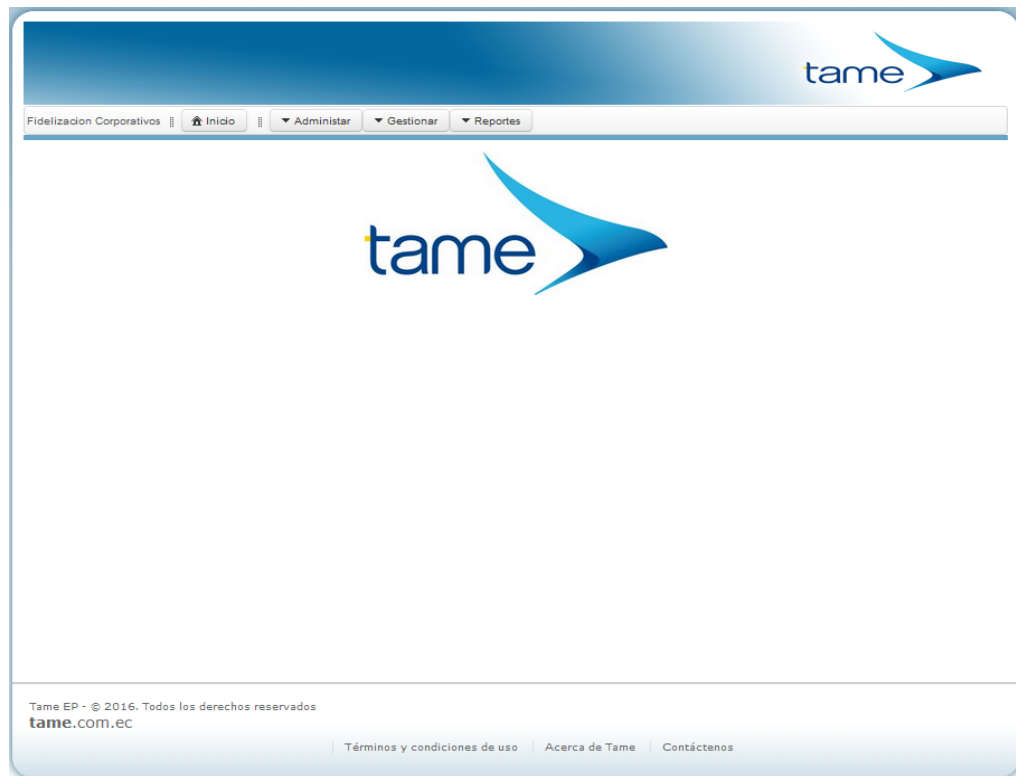 tame
Fidelizacion Corporativos || Inicio || Administar Gestionar Reportes
tame
Tame EP - © 2016. Todos los derechos reservados
tame.com.ec
Términos y condiciones de uso Acerca de Tame Contáctenos